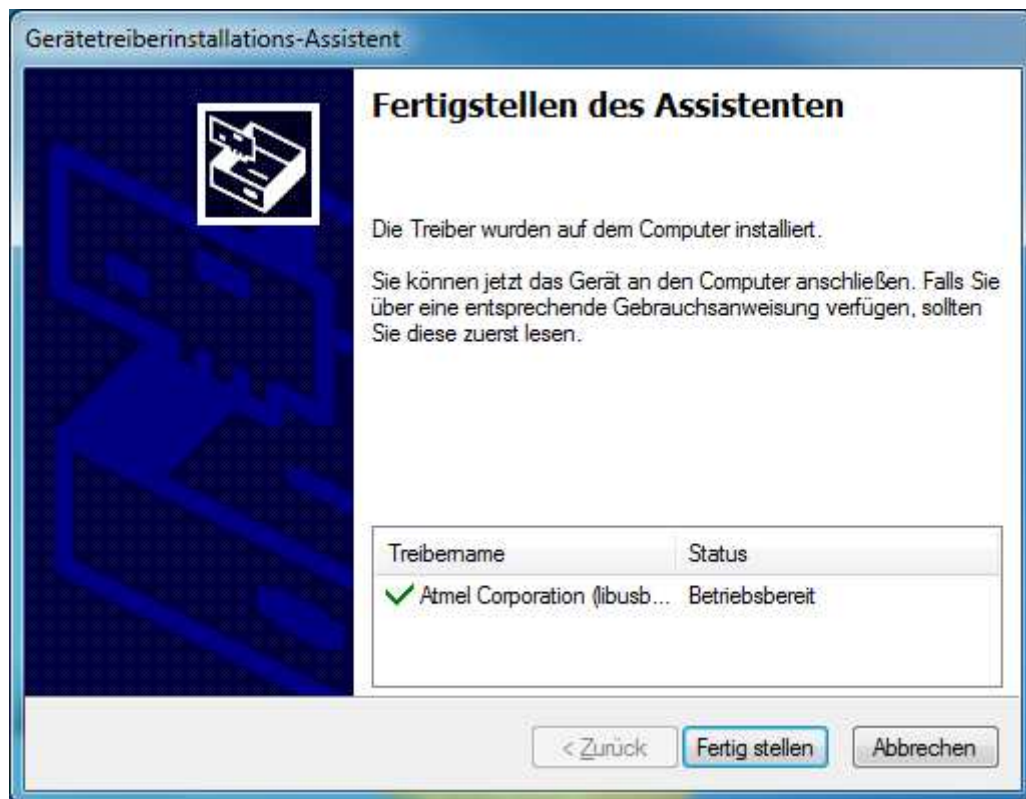 Gerätetreiberinstallations-Assistent
Fertigstellen des Assistenten
Die Treiber wurden auf dem Computer installiert.
Sie können jetzt das Gerät an den Computer anschließen. Falls Sie
über eine entsprechende Gebrauchsanweisung verfügen, sollten
Sie diese zuerst lesen.
Treibername Status
Atmel Corporation (libusb... Betriebsbereit
< Zurück Fertig stellen Abbrechen